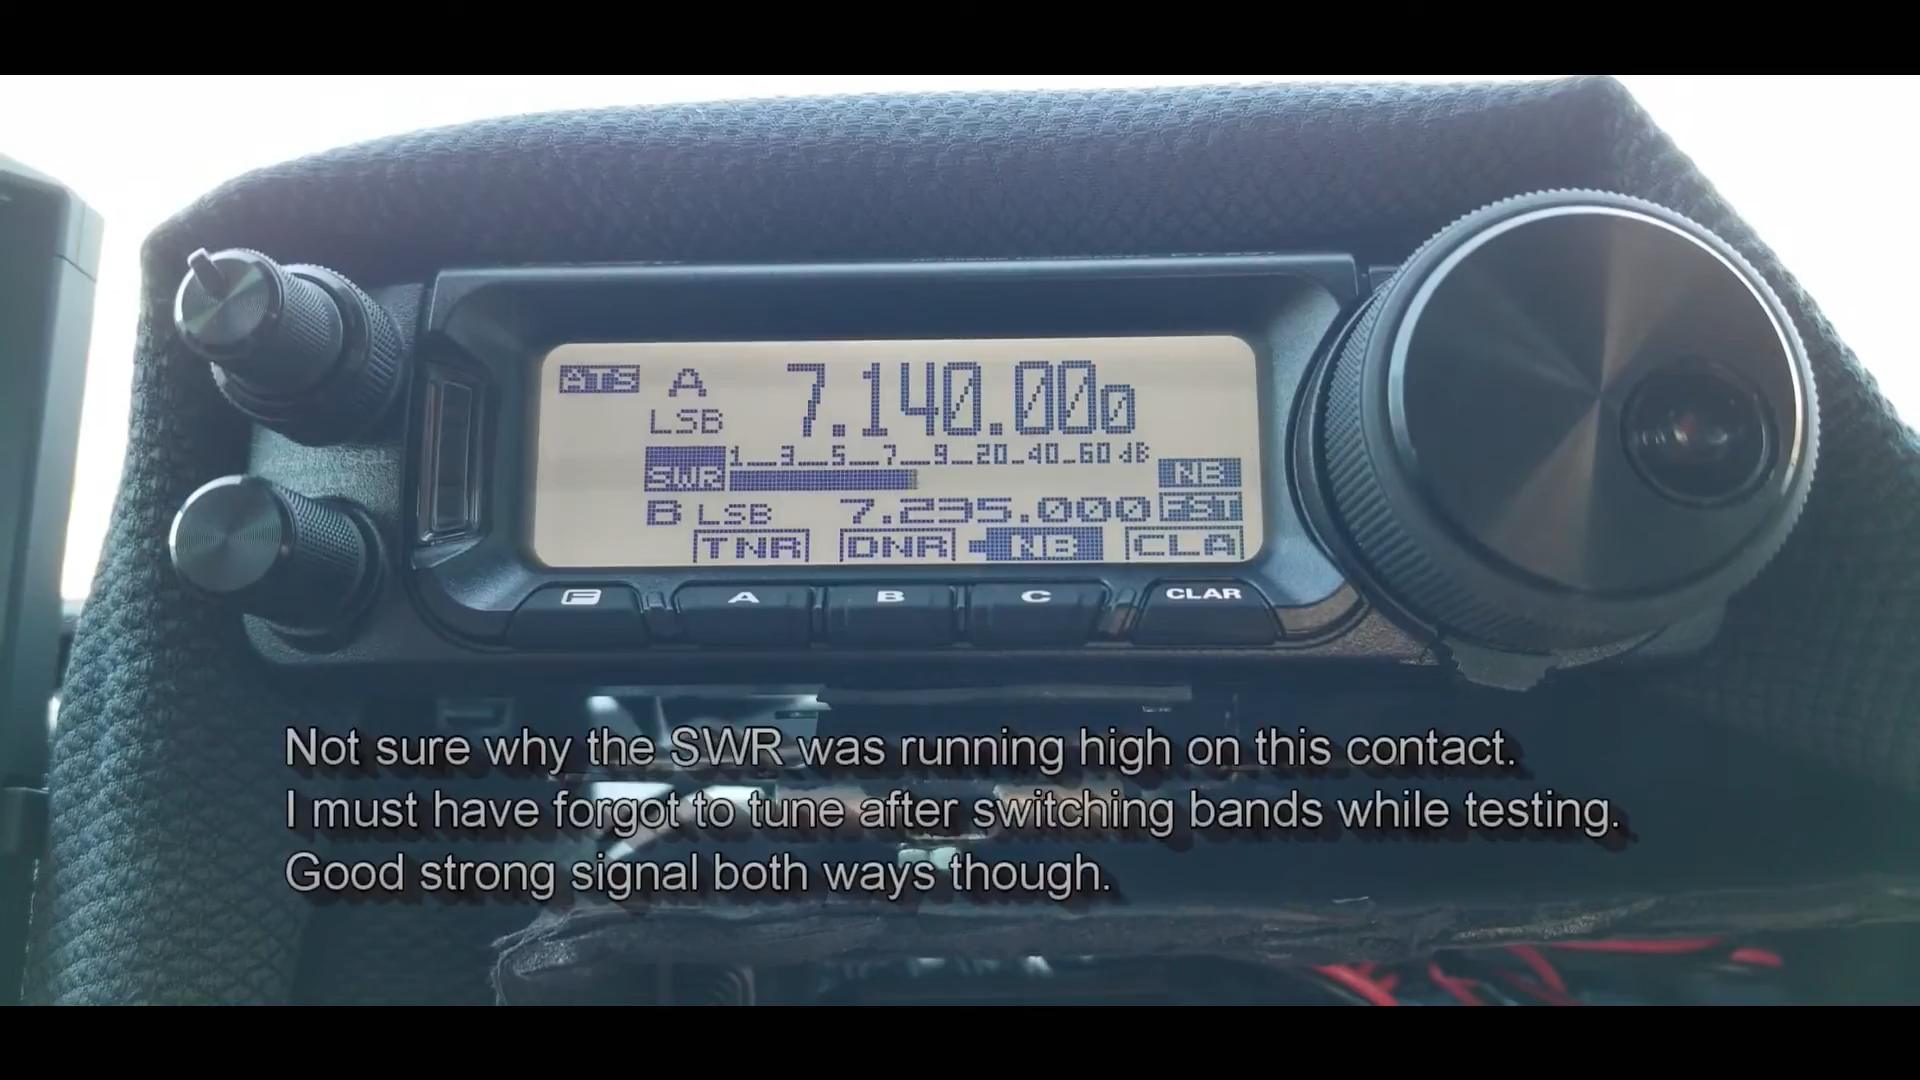 ATS A 7.140.000
LSB
1 3 5 7 9 20 40 60 dB
SWR NB
B LSB 7.235.000 FST
TNR DNR NB CLA
F A B C CLAR
Not sure why the SWR was running high on this contact.
I must have forgot to tune after switching bands while testing.
Good strong signal both ways though.